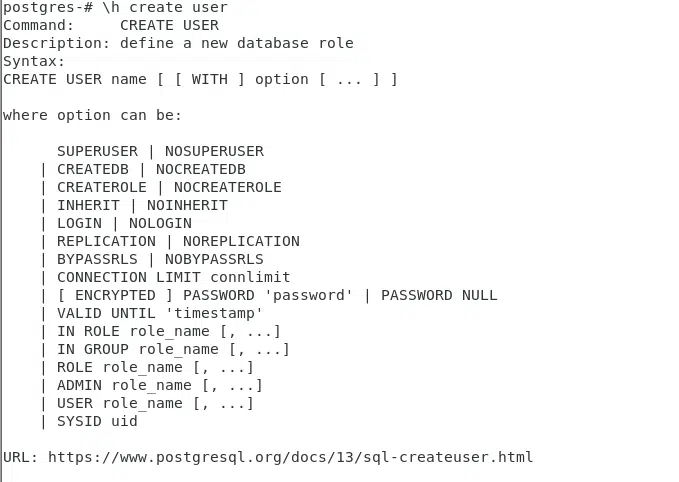 postgres-# \h create user
Command:     CREATE USER
Description: define a new database role
Syntax:
CREATE USER name [ [ WITH ] option [ ... ] ]

where option can be:

      SUPERUSER | NOSUPERUSER
    | CREATEDB | NOCREATEDB
    | CREATEROLE | NOCREATEROLE
    | INHERIT | NOINHERIT
    | LOGIN | NOLOGIN
    | REPLICATION | NOREPLICATION
    | BYPASSRLS | NOBYPASSRLS
    | CONNECTION LIMIT connlimit
    | [ ENCRYPTED ] PASSWORD 'password' | PASSWORD NULL
    | VALID UNTIL 'timestamp'
    | IN ROLE role_name [, ...]
    | IN GROUP role_name [, ...]
    | ROLE role_name [, ...]
    | ADMIN role_name [, ...]
    | USER role_name [, ...]
    | SYSID uid

URL: https://www.postgresql.org/docs/13/sql-createuser.html